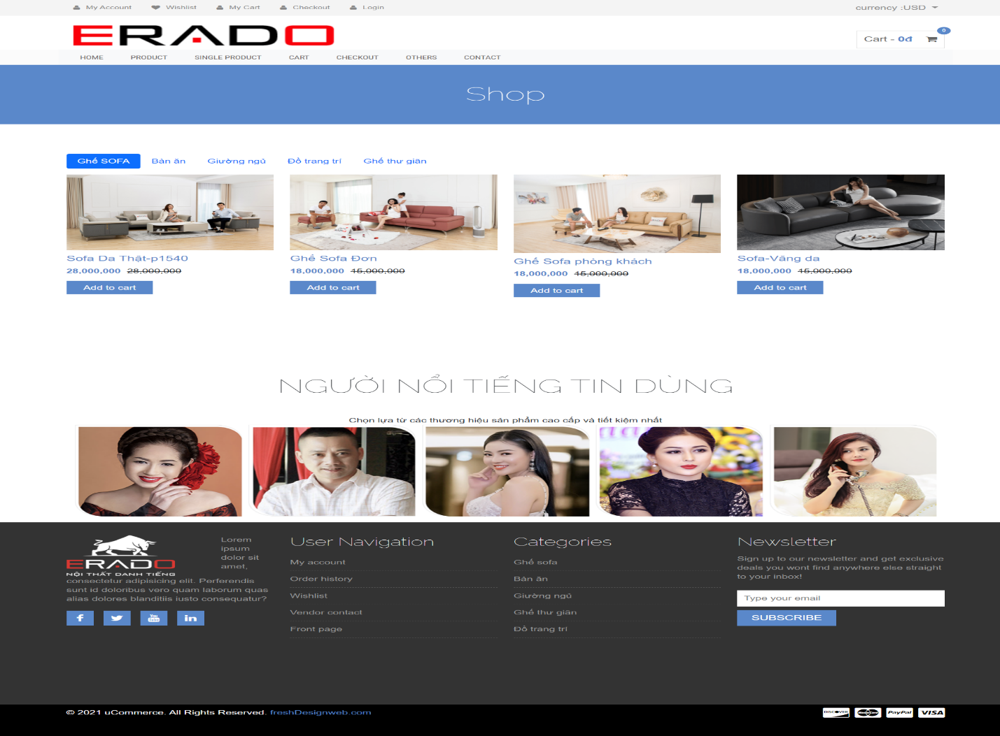 My Account Wishlist My Cart Checkout Login currency :USD
ERADO
Cart - 0đ 0
HOME PRODUCT SINGLE PRODUCT CART CHECKOUT OTHERS CONTACT
Shop
Ghế SOFA Bàn ăn Giường ngủ Đồ trang trí Ghế thư giãn
Sofa Da Thật-p1540
28,000,000 28,000,000
Add to cart
Ghế Sofa Đơn
18,000,000 15,000,000
Add to cart
Ghế Sofa phòng khách
18,000,000 15,000,000
Add to cart
Sofa-Văng da
18,000,000 15,000,000
Add to cart
NGƯỜI NỔI TIẾNG TIN DÙNG
Chọn lựa từ các thương hiệu sản phẩm cao cấp và tiết kiệm nhất
ERADO
NỘI THẤT DANH TIẾNG
Lorem
ipsum
dolor sit
amet,
consectetur adipisicing elit. Perferendis
sunt id doloribus vero quam laborum quas
alias dolores blanditiis iusto consequatur?
You Tube
User Navigation
My account
Order history
Wishlist
Vendor contact
Front page
Categories
Ghế sofa
Bàn ăn
Giường ngủ
Ghế thư giãn
Đồ trang trí
Newsletter
Sign up to our newsletter and get exclusive
deals you wont find anywhere else straight
to your inbox!
Type your email
SUBSCRIBE
© 2021 uCommerce. All Rights Reserved. freshDesignweb.com
DISCOVER MasterCard PayPal VISA